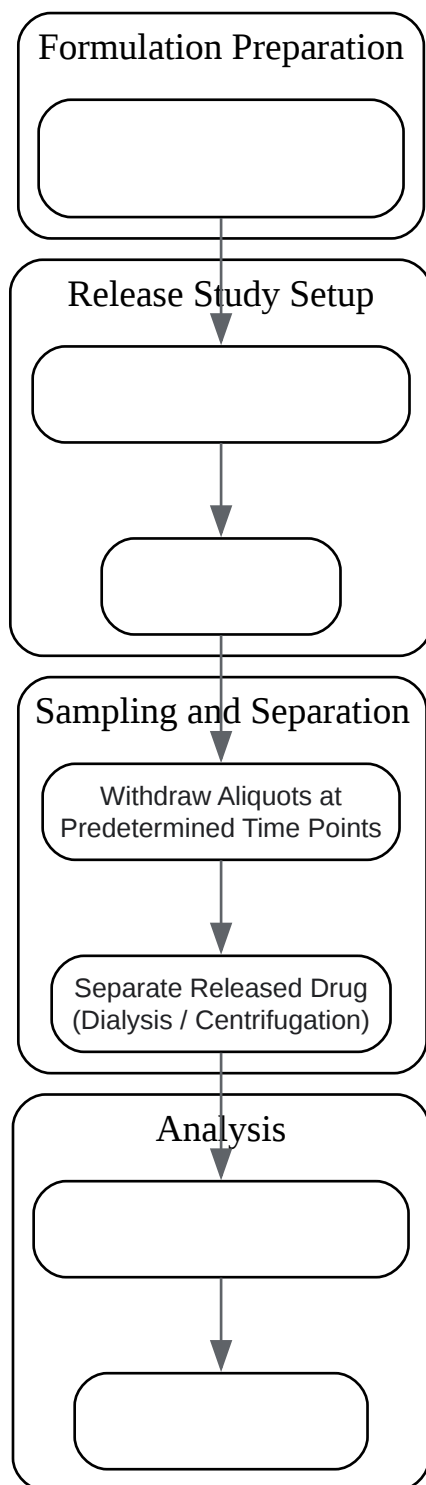 Formulation Preparation
Release Study Setup
Sampling and Separation
Withdraw Aliquots at
Predetermined Time Points
Separate Released Drug
(Dialysis / Centrifugation)
Analysis